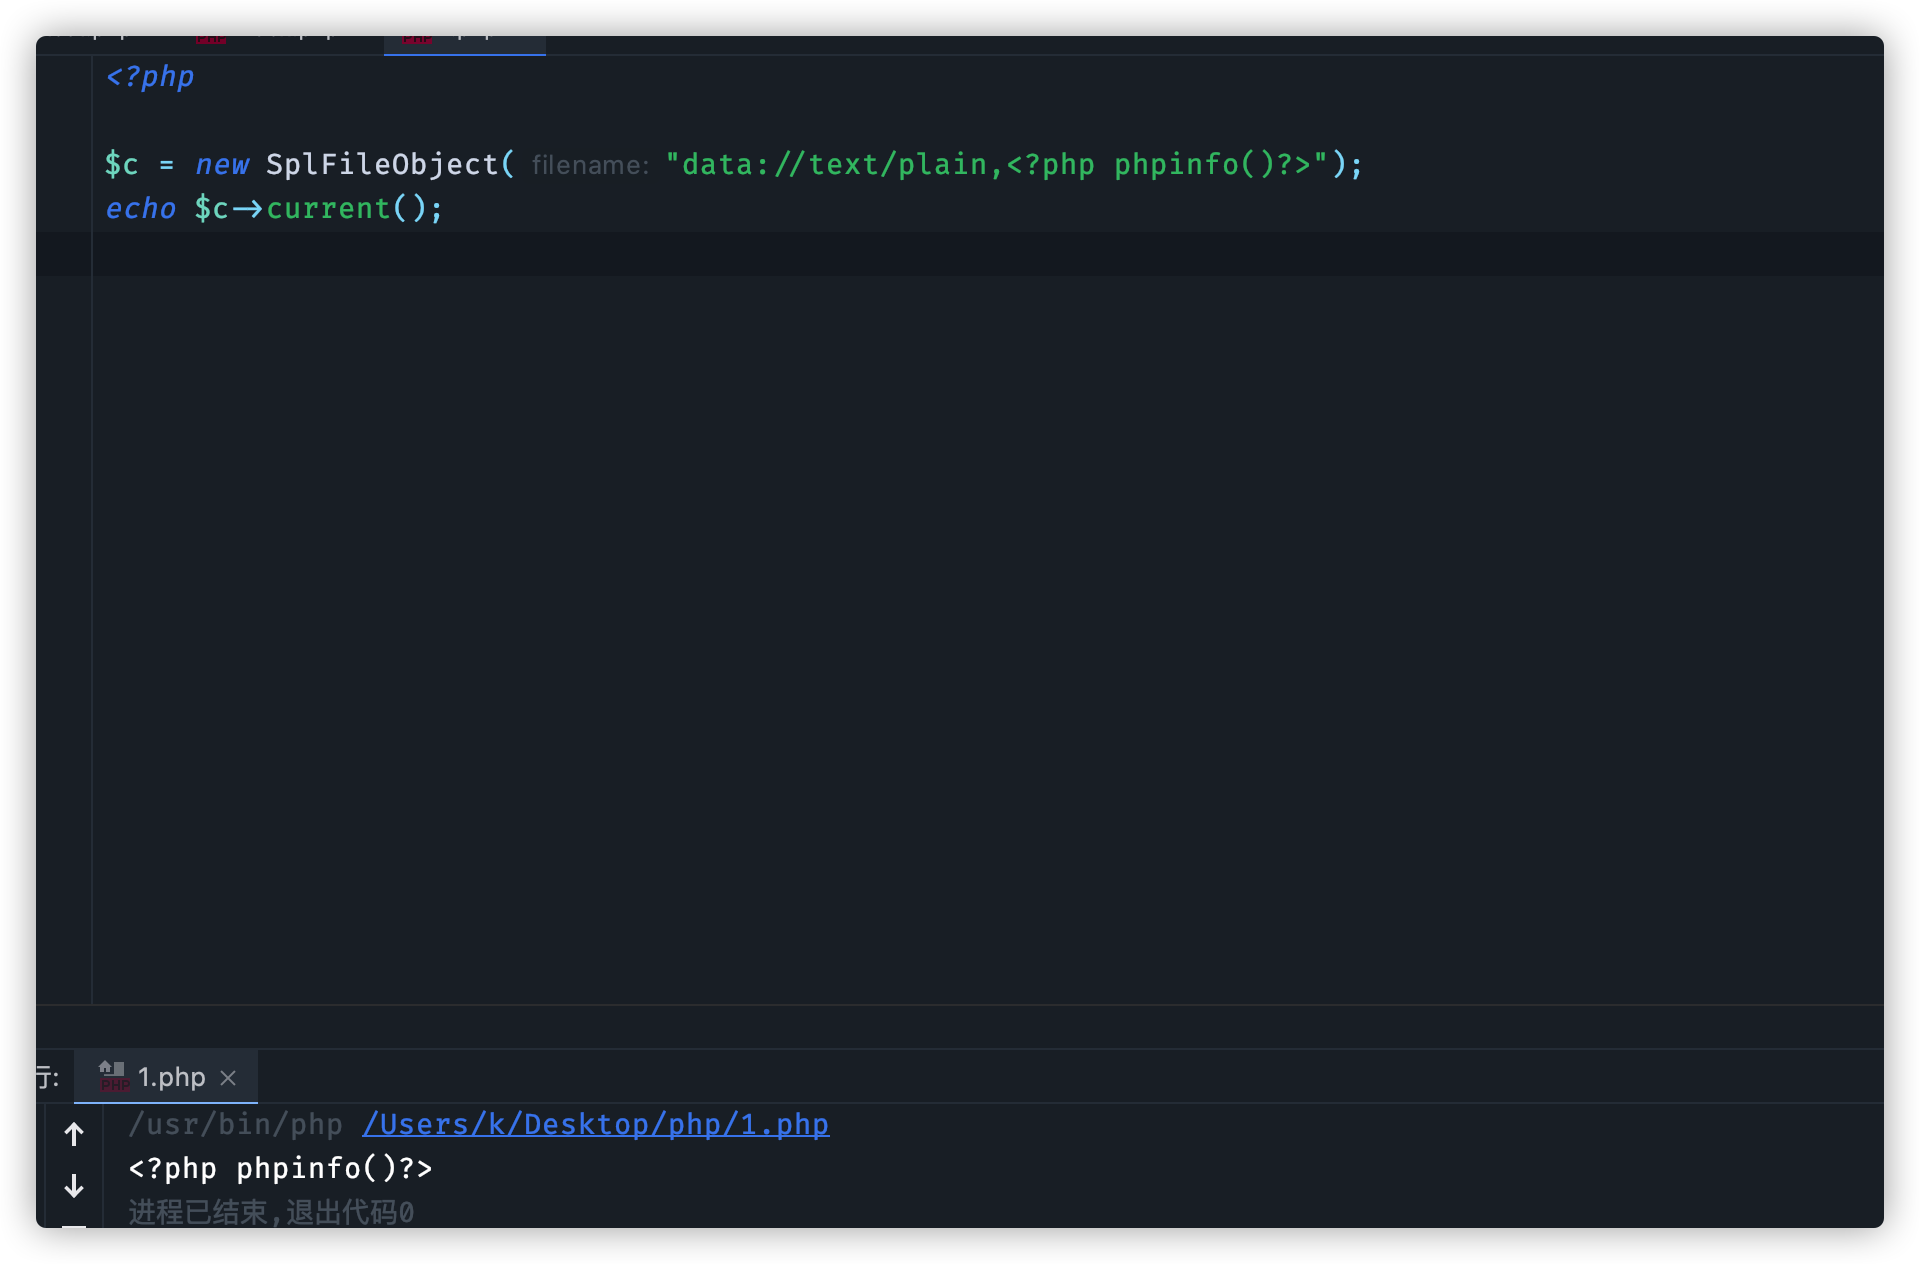 <?php
$c = new SplFileObject( filename: "data://text/plain,<?php phpinfo()?>");
echo $c->current();
行:
PHP 1.php ×
/usr/bin/php /Users/k/Desktop/php/1.php
<?php phpinfo()?>
进程已结束,退出代码0